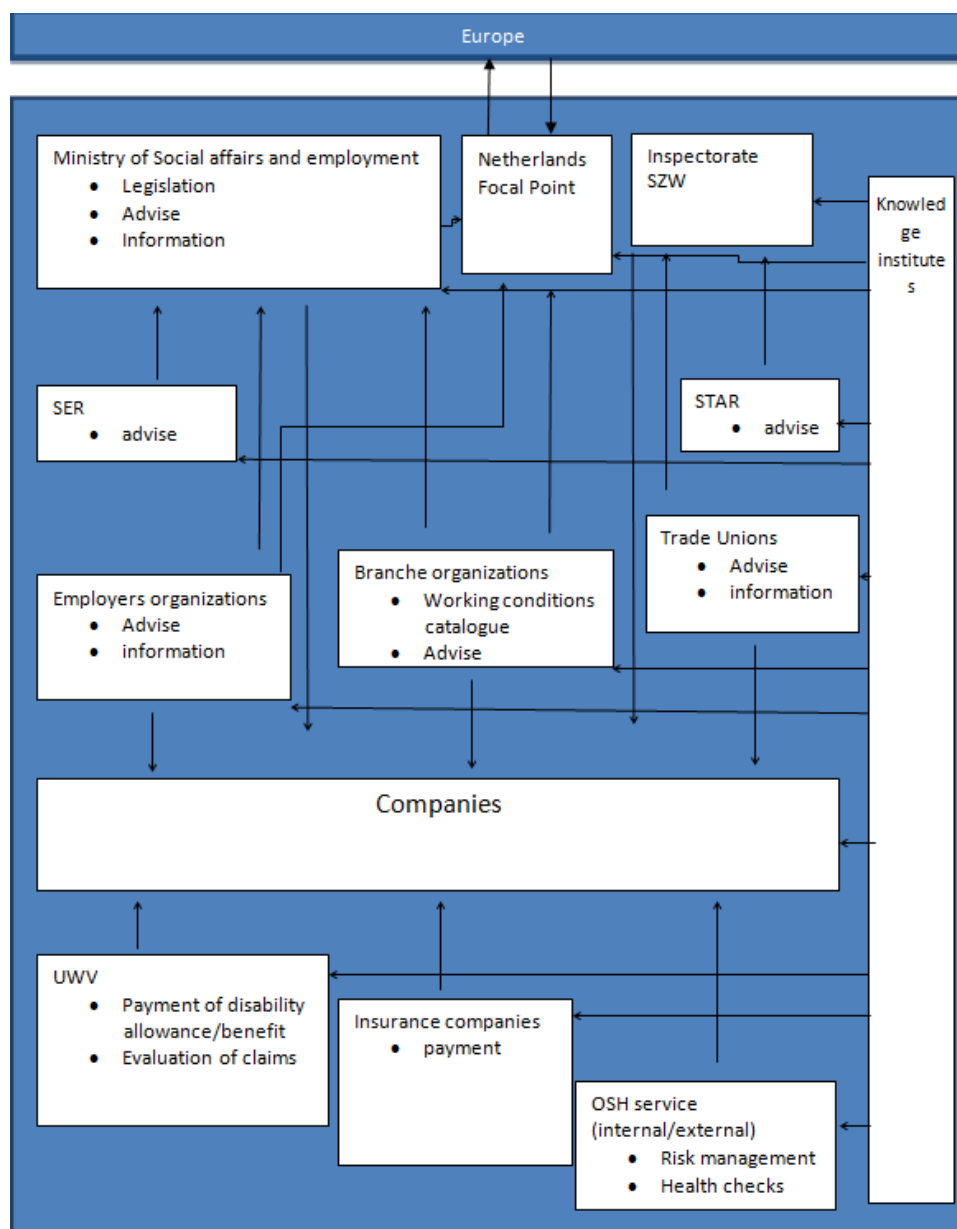 Europe
Ministry of Social affairs and employment
● Legislation
● Advise
● Information
Netherlands
Focal Point
Inspectorate
SZW
Knowled
ge
institute
s
SER
● advise
STAR
● advise
Employers organizations
● Advise
● information
Branche organizations
● Working conditions
catalogue
● Advise
Trade Unions
● Advise
● information
Companies
UWV
● Payment of disability
allowance/benefit
● Evaluation of claims
Insurance companies
● payment
OSH service
(internal/external)
● Risk management
● Health checks